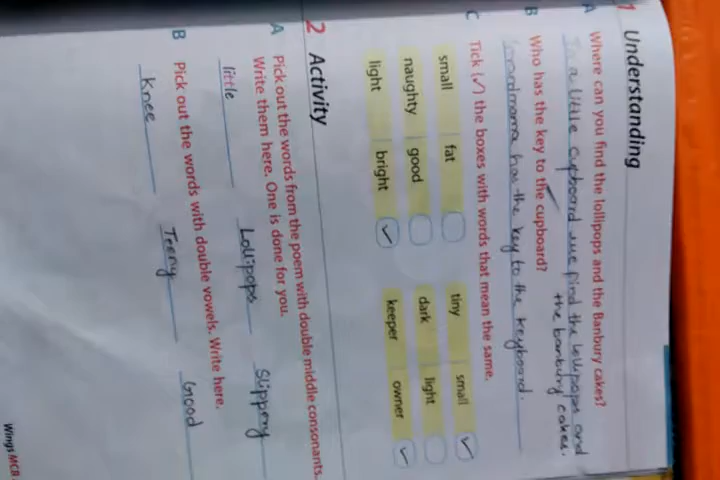 1 Understanding
A Where can you find the lollipops and the Banbury cakes?
In a little cupboard we find the lollipops and
the banbury cakes.
B Who has the key to the cupboard?
Grandmama has the key to the keyboard.
C Tick (✓) the boxes with words that mean the same.
small fat tiny small ✓
naughty good dark light
light bright ✓ keeper owner ✓
2 Activity
A Pick out the words from the poem with double middle consonants.
Write them here. One is done for you.
little Lollipops Slippery
B Pick out the words with double vowels. Write here.
Knee Teeny Good
Wings MCB